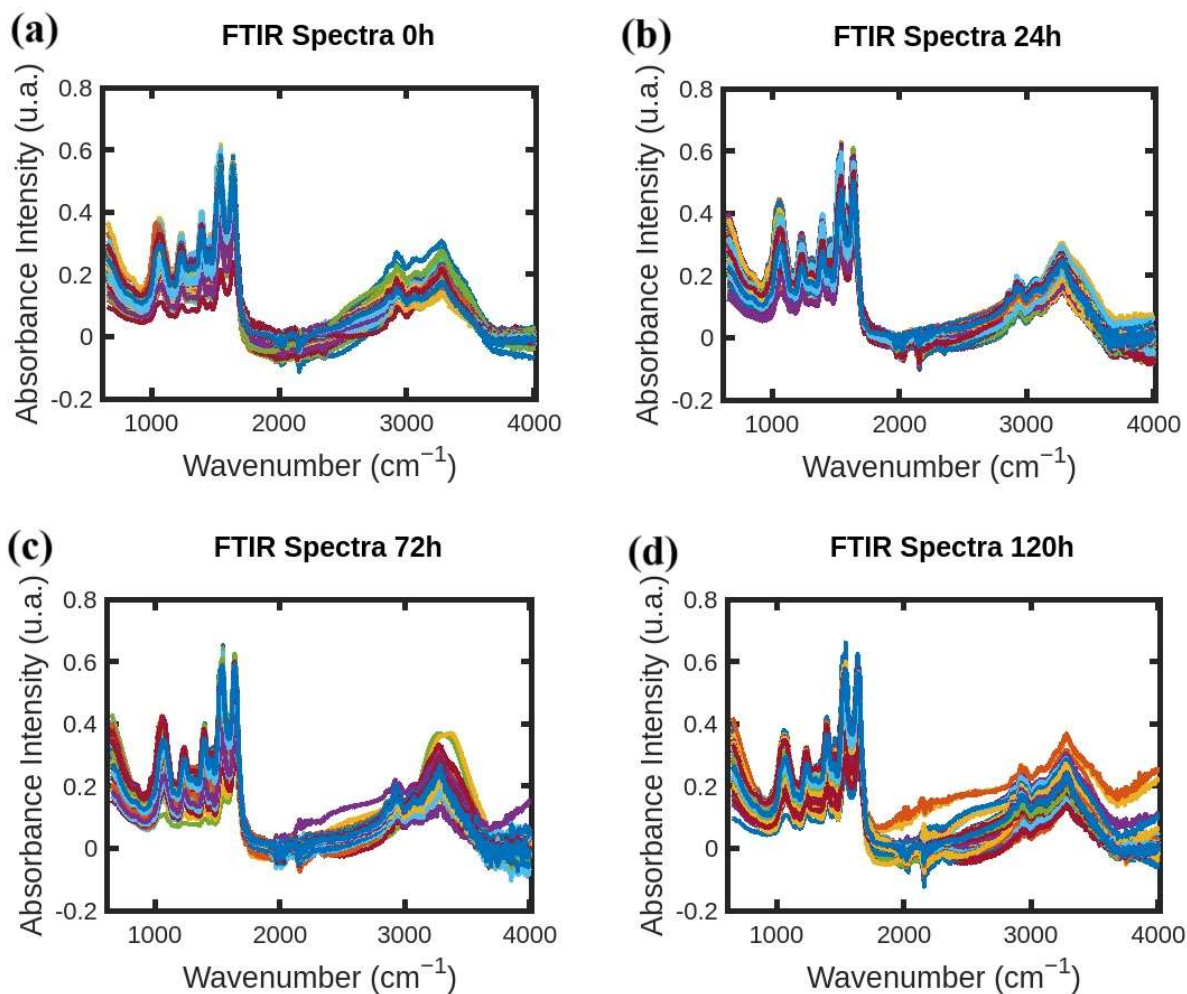 (a)
FTIR Spectra 0h
Absorbance Intensity (u.a.)
0.8
0.6
0.4
0.2
0
-0.2
1000 2000 3000 4000
Wavenumber (cm⁻¹)
(b)
FTIR Spectra 24h
Absorbance Intensity (u.a.)
0.8
0.6
0.4
0.2
0
-0.2
1000 2000 3000 4000
Wavenumber (cm⁻¹)
(c)
FTIR Spectra 72h
Absorbance Intensity (u.a.)
0.8
0.6
0.4
0.2
0
-0.2
1000 2000 3000 4000
Wavenumber (cm⁻¹)
(d)
FTIR Spectra 120h
Absorbance Intensity (u.a.)
0.8
0.6
0.4
0.2
0
-0.2
1000 2000 3000 4000
Wavenumber (cm⁻¹)